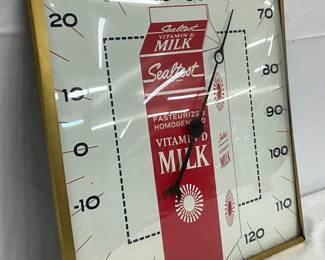 Sealtest
VITAMIN D
MILK
Sealtest
PASTEURIZED
HOMOGENIZED
VITAMIN D
MILK
20
10
0
-10
70
80
90
100
110
120